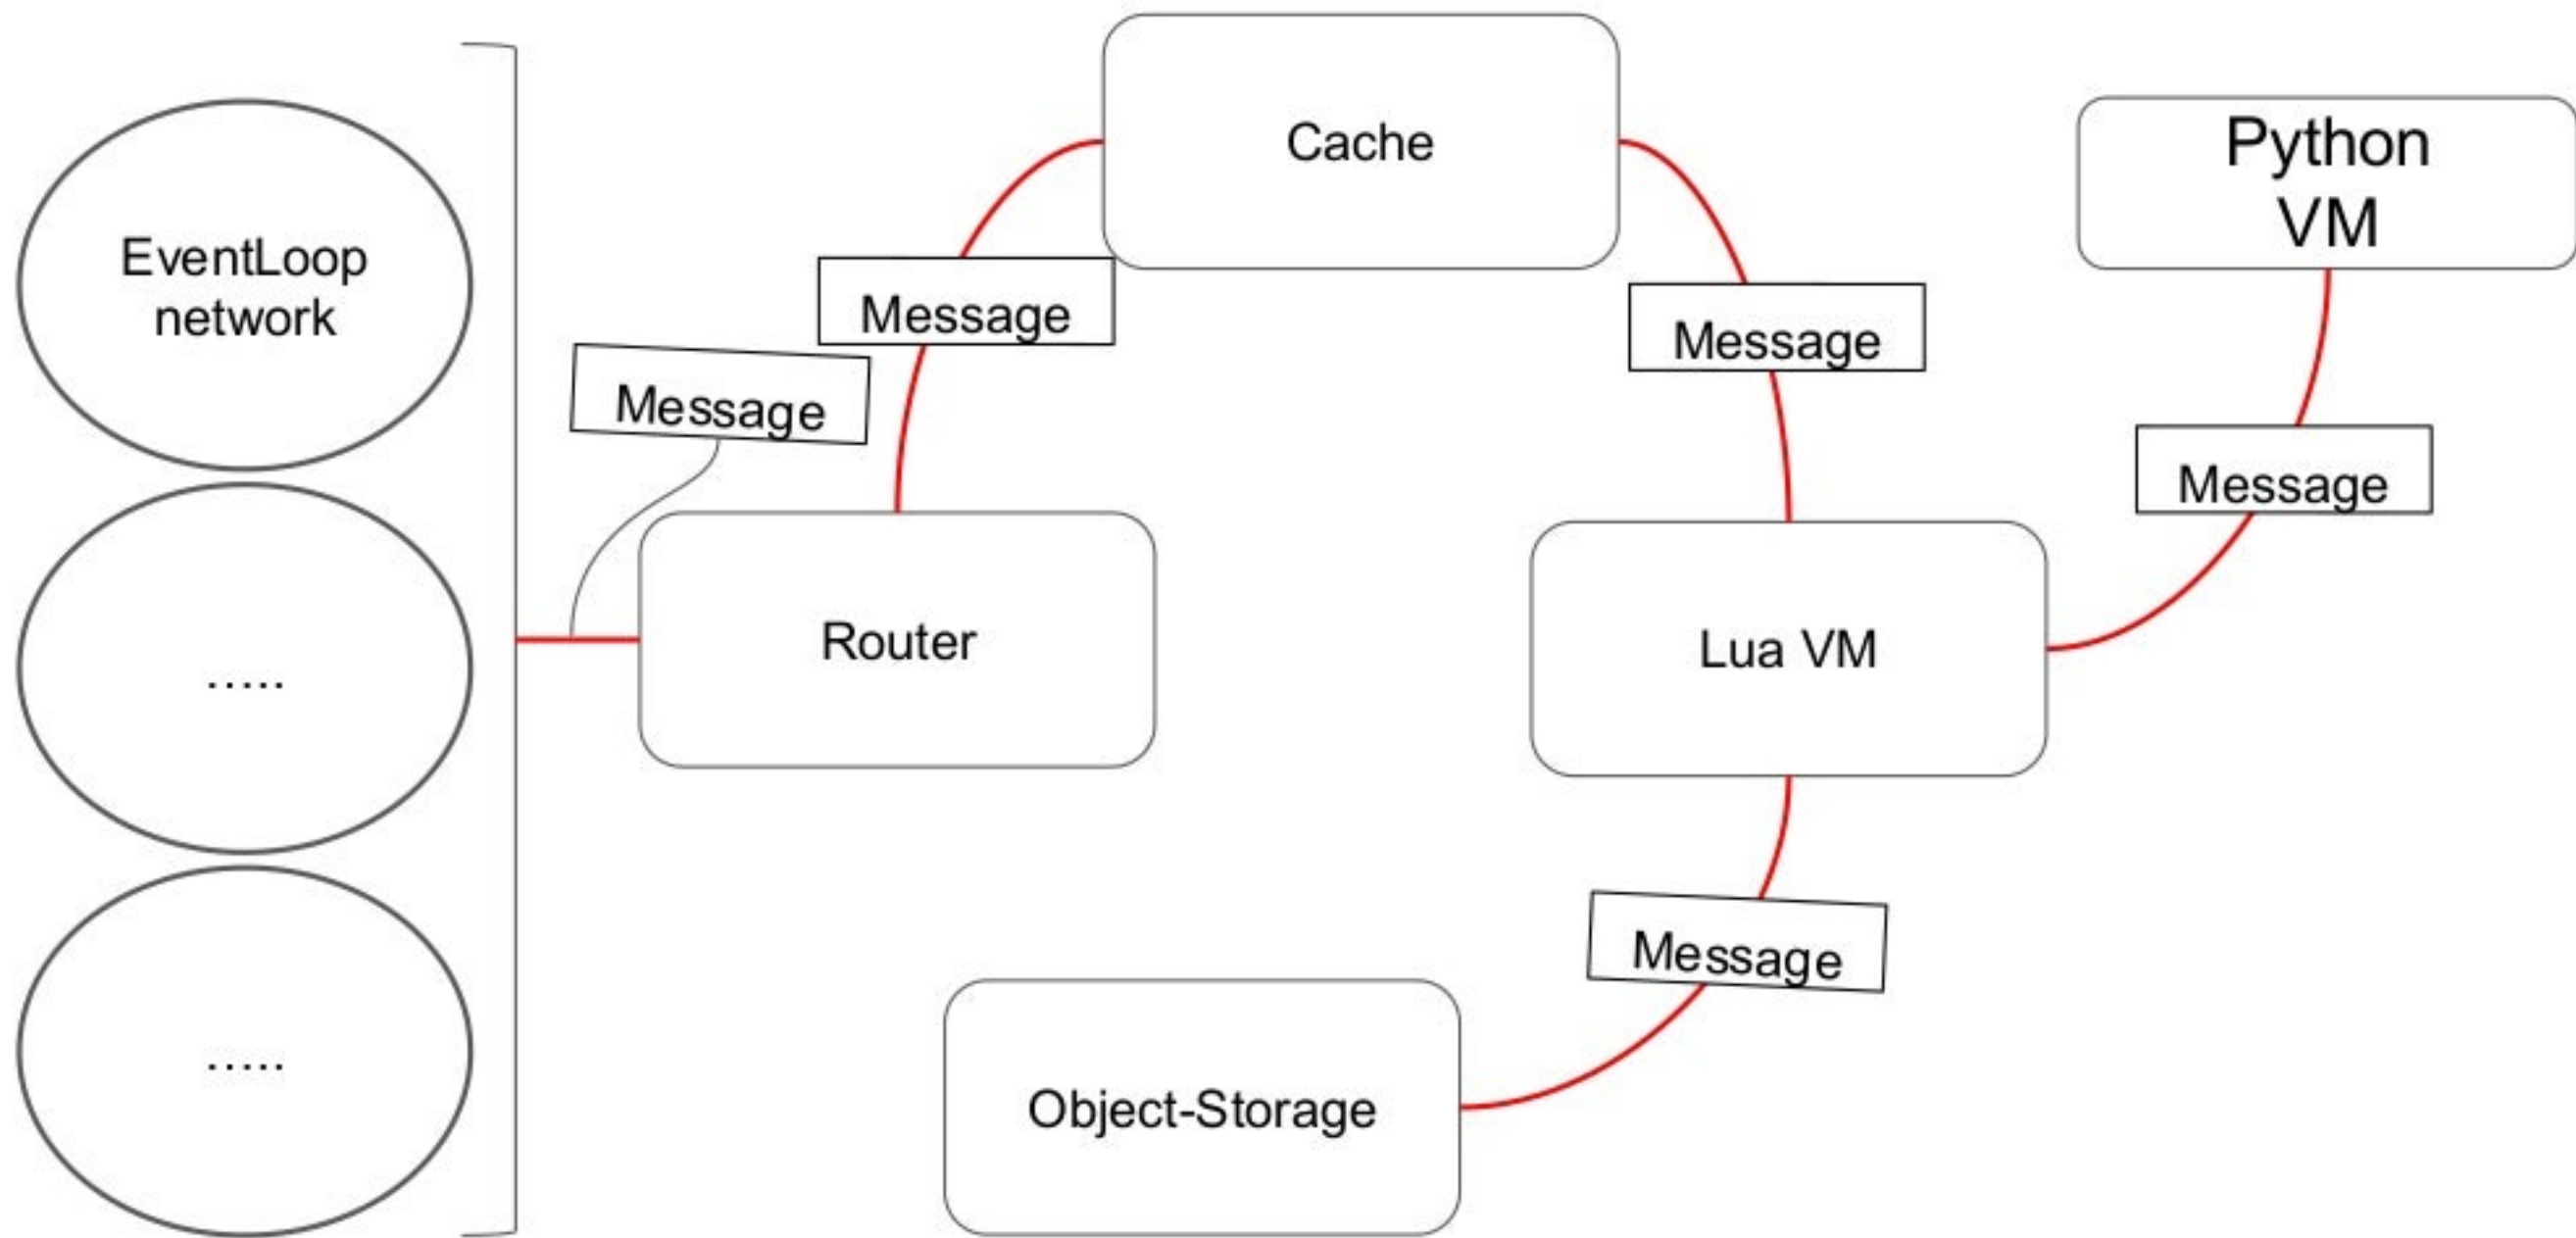 EventLoop
network
.....
.....
Message
Message
Router
Cache
Message
Lua VM
Message
Python
VM
Message
Object-Storage